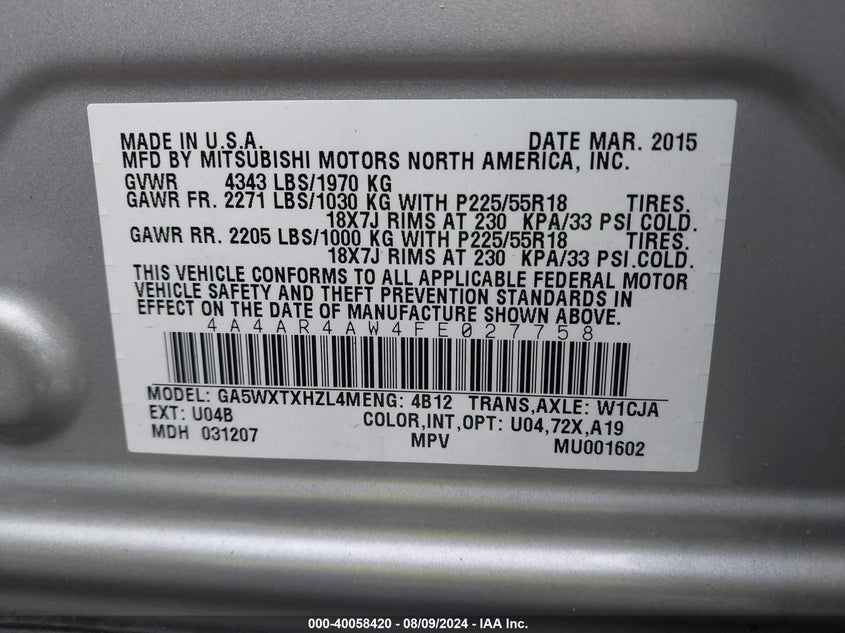 MADE IN U.S.A. DATE MAR. 2015
MFD BY MITSUBISHI MOTORS NORTH AMERICA, INC.
GVWR 4343 LBS/1970 KG
GAWR FR. 2271 LBS/1030 KG WITH P225/55R18 TIRES.
18X7J RIMS AT 230 KPA/33 PSI COLD.
GAWR RR. 2205 LBS/1000 KG WITH P225/55R18 TIRES.
18X7J RIMS AT 230 KPA/33 PSI.COLD.
THIS VEHICLE CONFORMS TO ALL APPLICABLE FEDERAL MOTOR
VEHICLE SAFETY AND THEFT PREVENTION STANDARDS IN
EFFECT ON THE DATE OF MANUFACTURE SHOWN ABOVE.
4A4AR4AW4FE027758
MODEL: GA5WXTXHZL4MENG: 4B12 TRANS,AXLE: W1CJA
EXT: U04B COLOR,INT,OPT: U04,72X,A19
MDH 031207 MPV MU001602
000-40058420 - 08/09/2024 - IAA Inc.